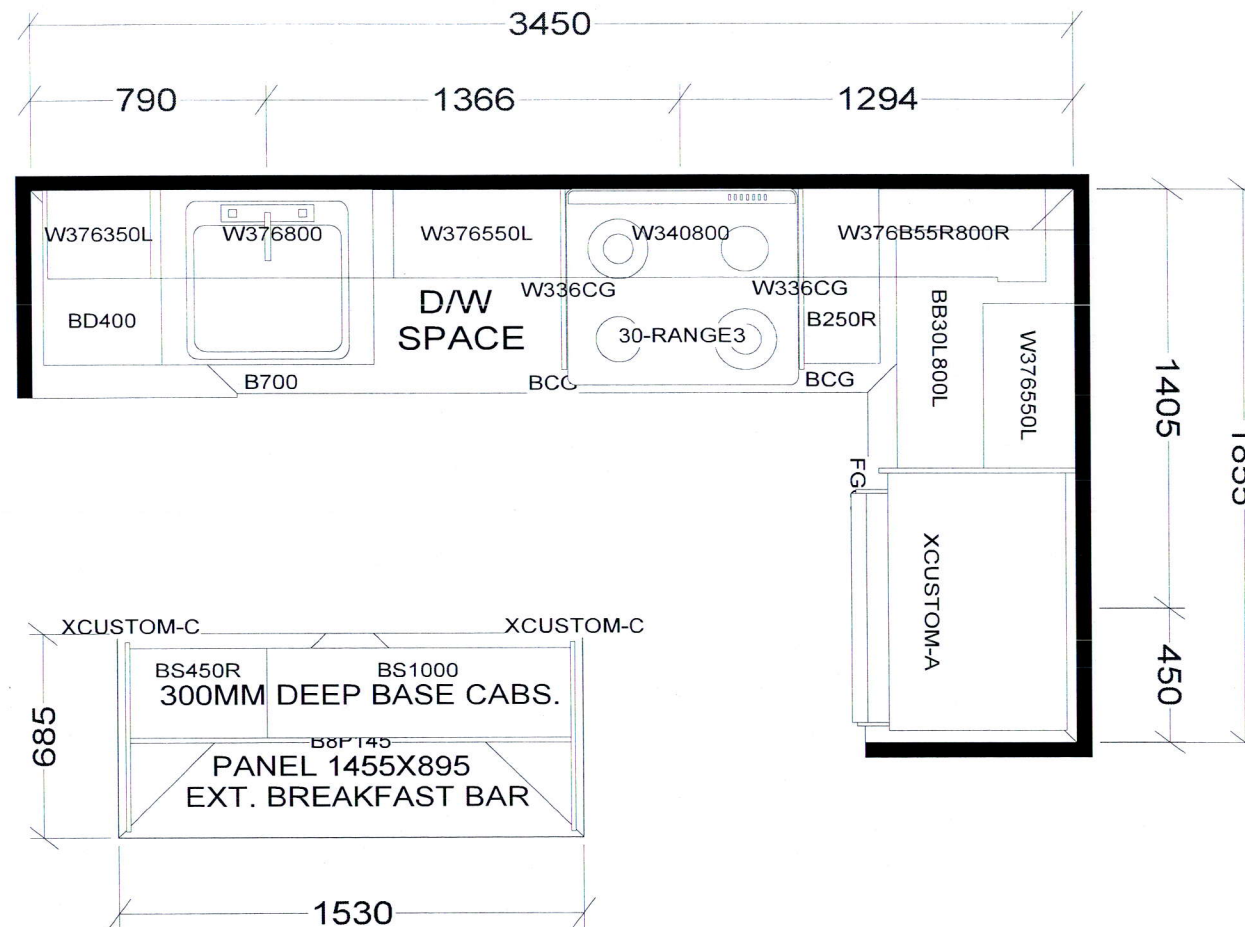 3450
790
1366
1294
W376350L
W376800
W376550L
W340800
W376B55R800R
W336CG
W336CG
D/W
SPACE
BD400
30-RANGE3
B250R
BB30L800L
W376550L
B700
BCG
BCG
1405
1855
FG
XCUSTOM-A
450
XCUSTOM-C
XCUSTOM-C
BS450R
BS1000
300MM DEEP BASE CABS.
685
B8P145
PANEL 1455X895
EXT. BREAKFAST BAR
1530